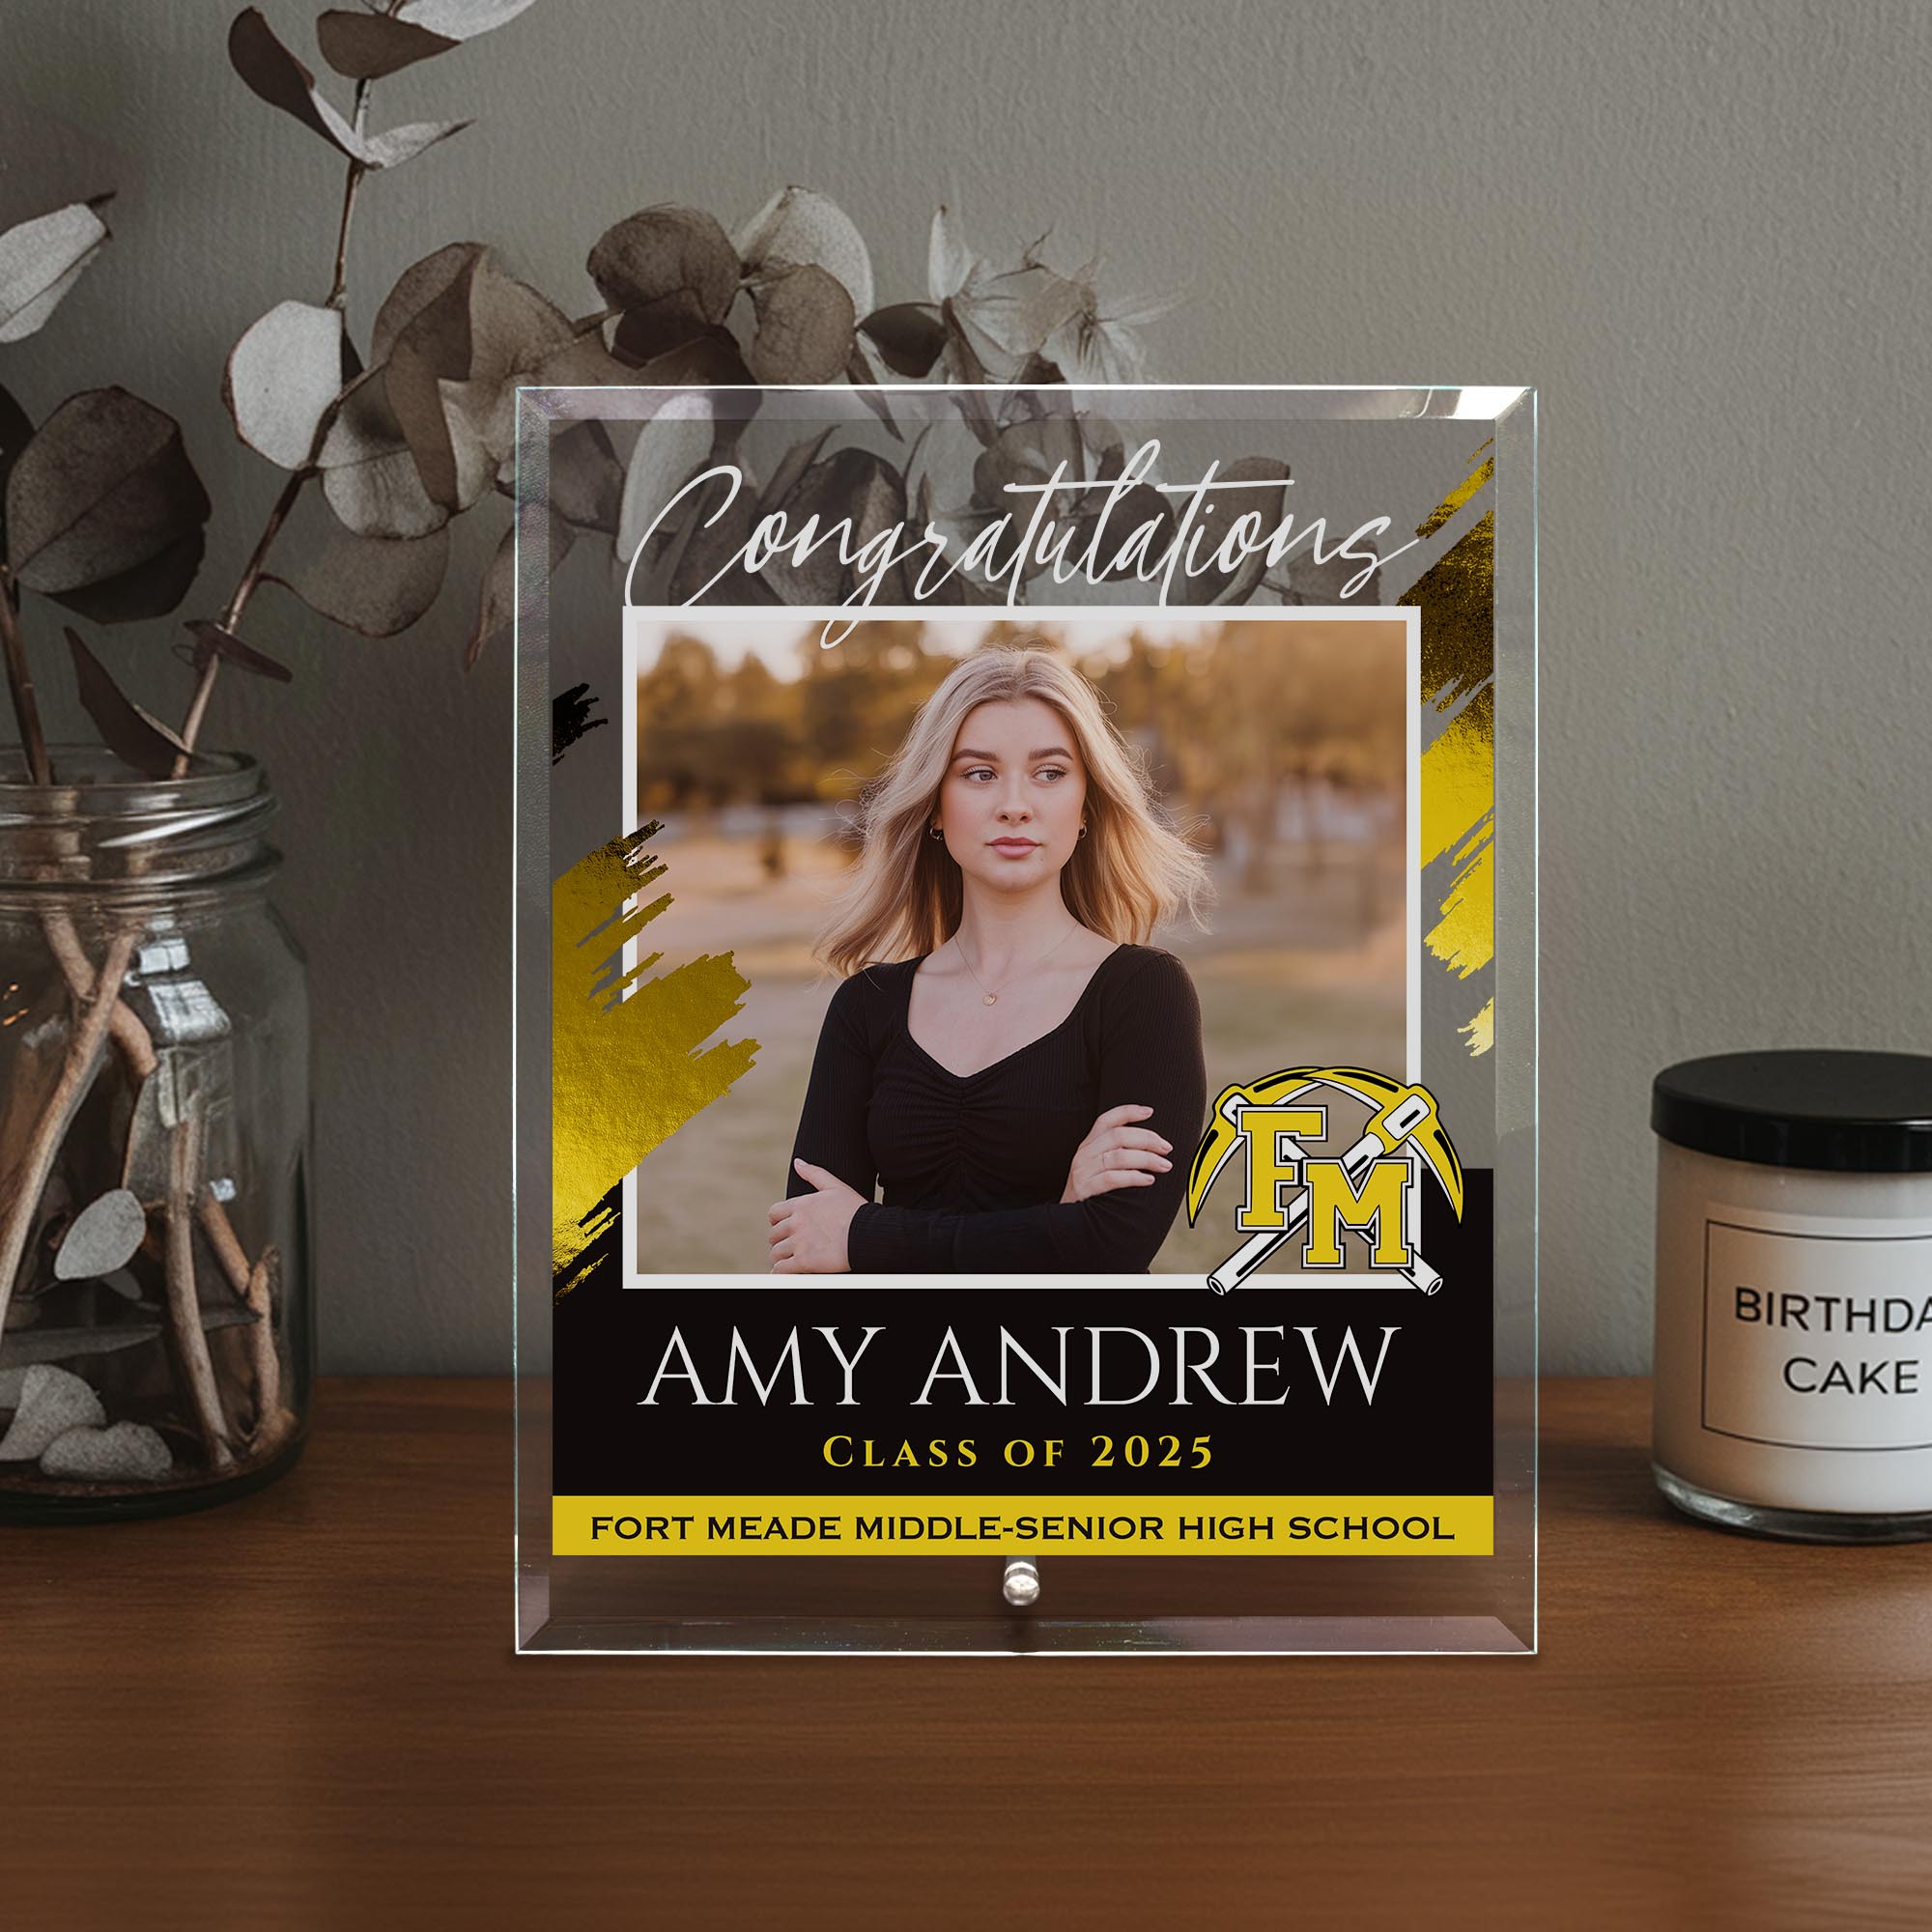 Congratulations
FM
AMY ANDREW
CLASS OF 2025
FORT MEADE MIDDLE-SENIOR HIGH SCHOOL
BIRTHDA
CAKE